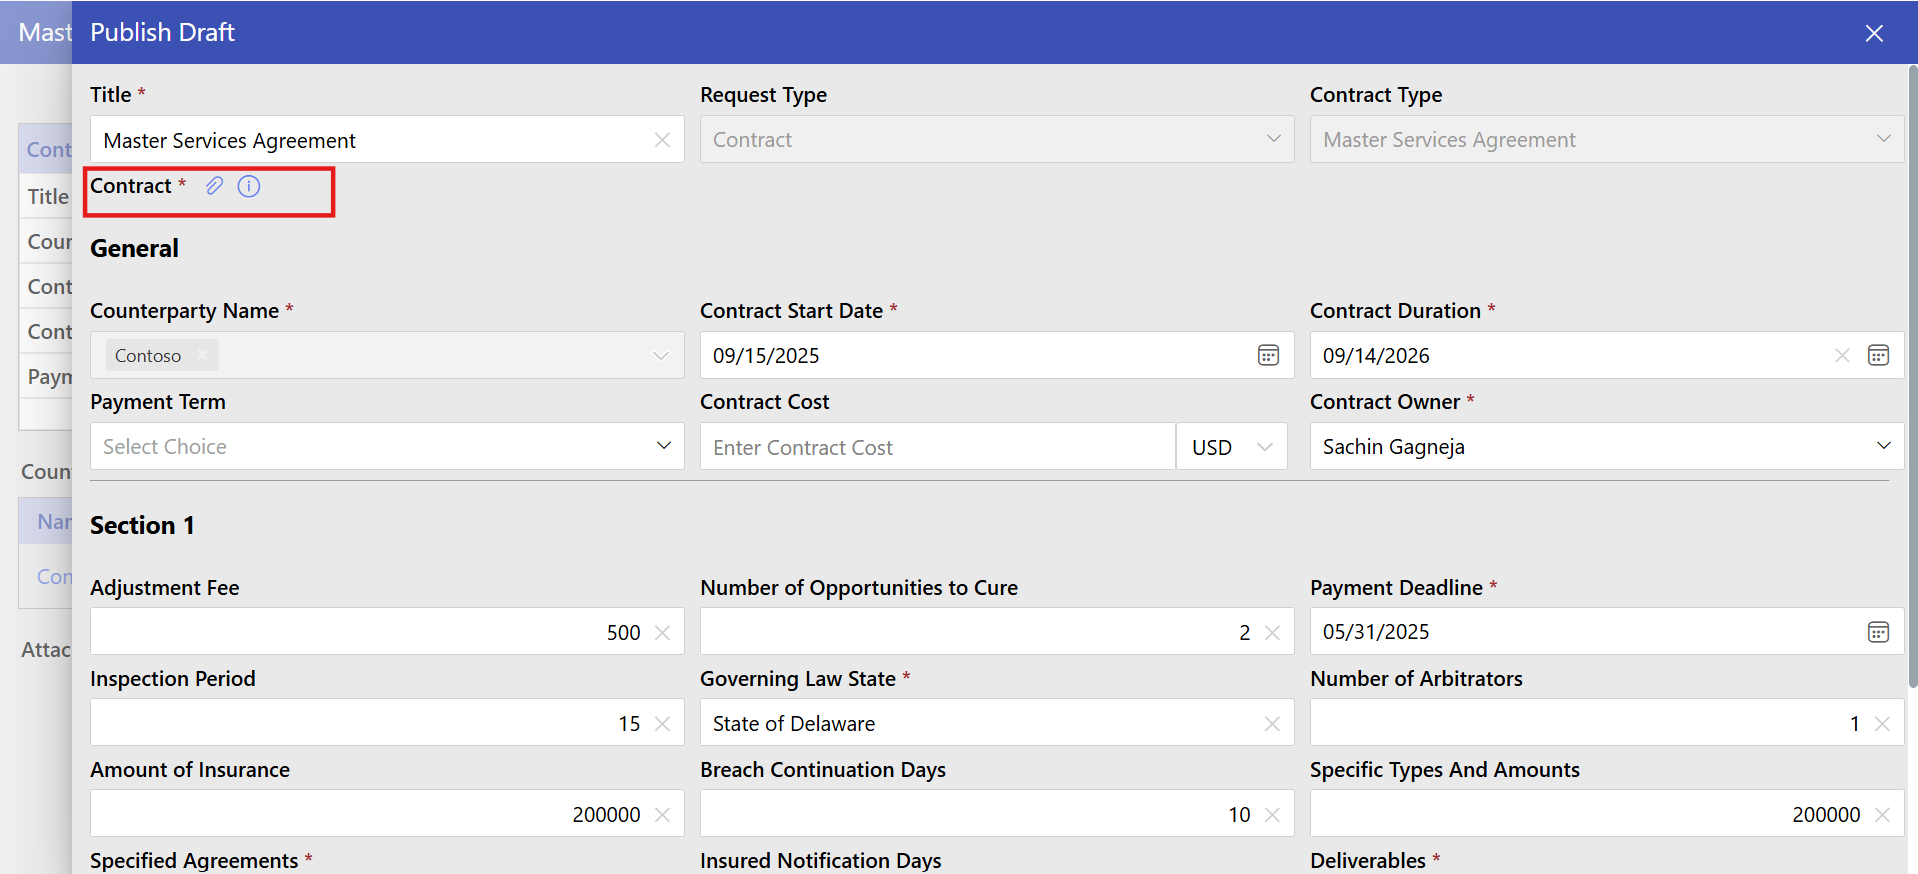 Mast
Publish Draft
Title *
Request Type
Contract Type
Master Services Agreement
Contract
Master Services Agreement
Cont
Contract *
Title
General
Cour
Cont
Counterparty Name *
Contract Start Date *
Contract Duration *
Cont
Contoso
09/15/2025
09/14/2026
Paym
Payment Term
Contract Cost
Contract Owner *
Select Choice
Enter Contract Cost
USD
Sachin Gagneja
Coun
Section 1
Nar
Con
Adjustment Fee
Number of Opportunities to Cure
Payment Deadline *
500
2
05/31/2025
Attac
Inspection Period
Governing Law State *
Number of Arbitrators
15
State of Delaware
1
Amount of Insurance
Breach Continuation Days
Specific Types And Amounts
200000
10
200000
Specified Agreements *
Insured Notification Days
Deliverables *